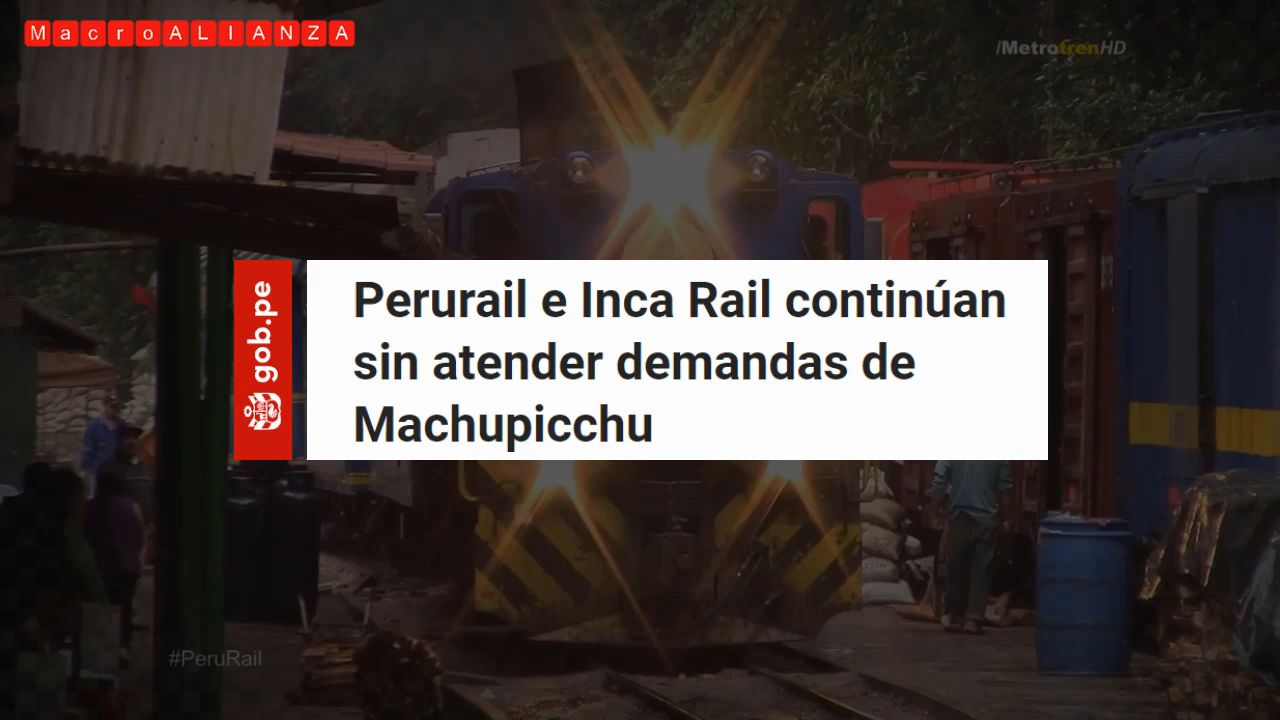 MacroALIANZA
/MetrotrenHD
gob.pe
Perurail e Inca Rail continúan
sin atender demandas de
Machupicchu
#PeruRail